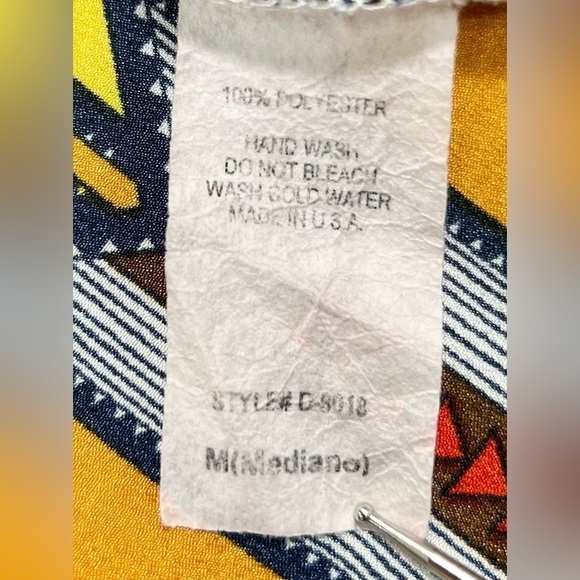 100% POLYESTER
HAND WASH
DO NOT BLEACH
WASH COLD WATER
MADE IN U.S.A.
STYLE# D-9018
M(Mediano)